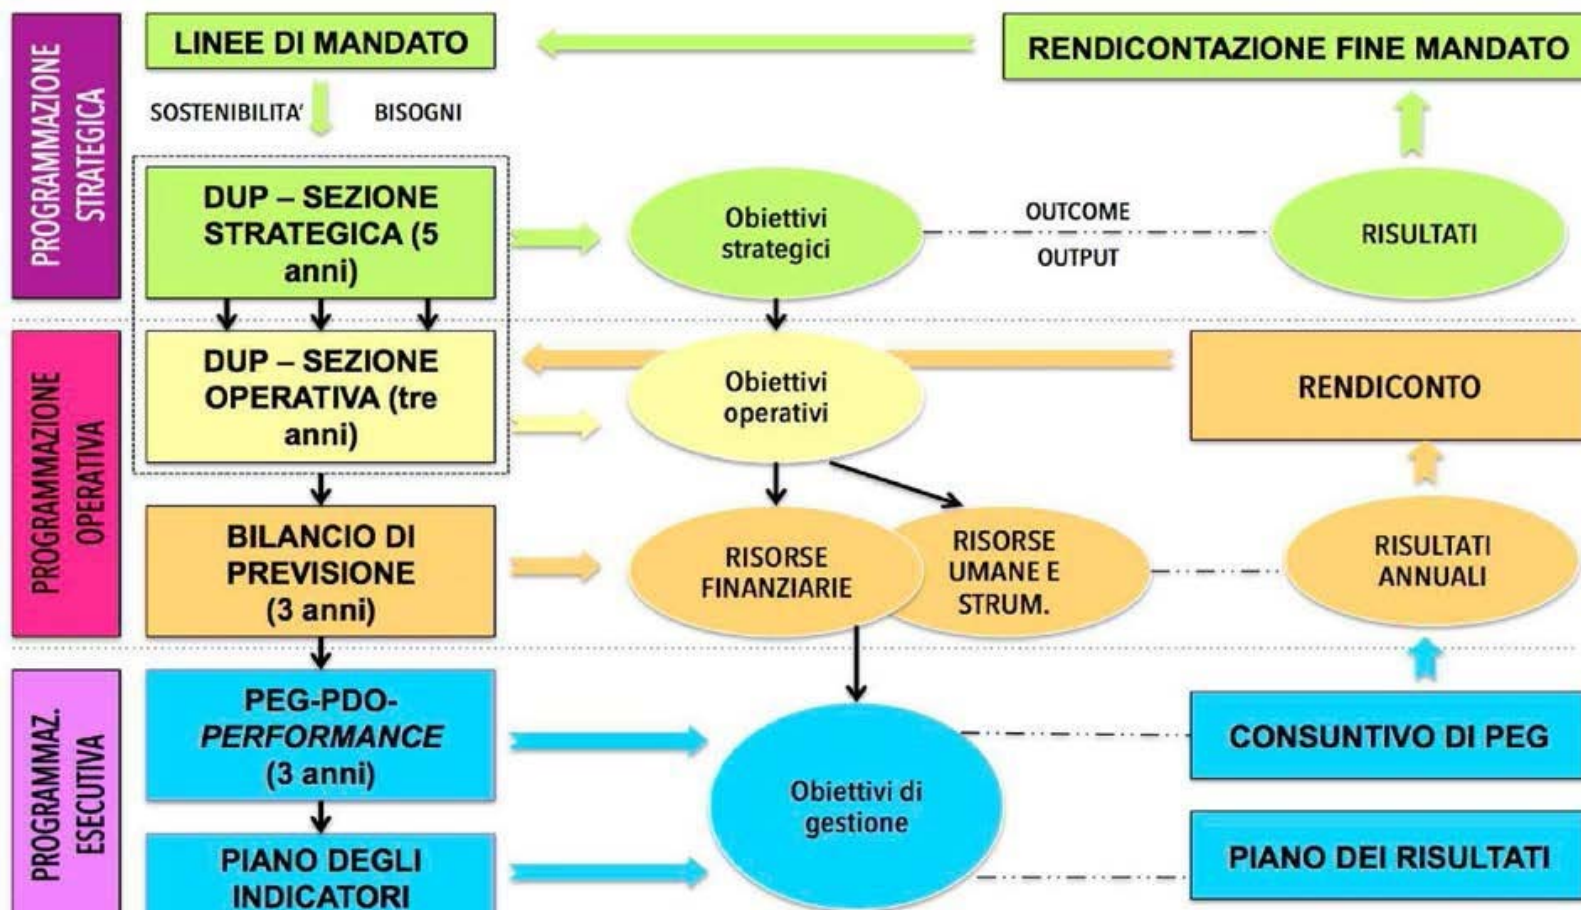 PROGRAMMAZIONE
STRATEGICA
LINEE DI MANDATO
RENDICONTAZIONE FINE MANDATO
SOSTENIBILITA’
BISOGNI
DUP – SEZIONE
STRATEGICA (5
anni)
Obiettivi
strategici
OUTCOME
OUTPUT
RISULTATI
PROGRAMMAZIONE
OPERATIVA
DUP – SEZIONE
OPERATIVA (tre
anni)
Obiettivi
operativi
RENDICONTO
BILANCIO DI
PREVISIONE
(3 anni)
RISORSE
FINANZIARIE
RISORSE
UMANE E
STRUM.
RISULTATI
ANNUALI
PROGRAMMAZ.
ESECUTIVA
PEG-PDO-
PERFORMANCE
(3 anni)
Obiettivi di
gestione
CONSUNTIVO DI PEG
PIANO DEGLI
INDICATORI
PIANO DEI RISULTATI